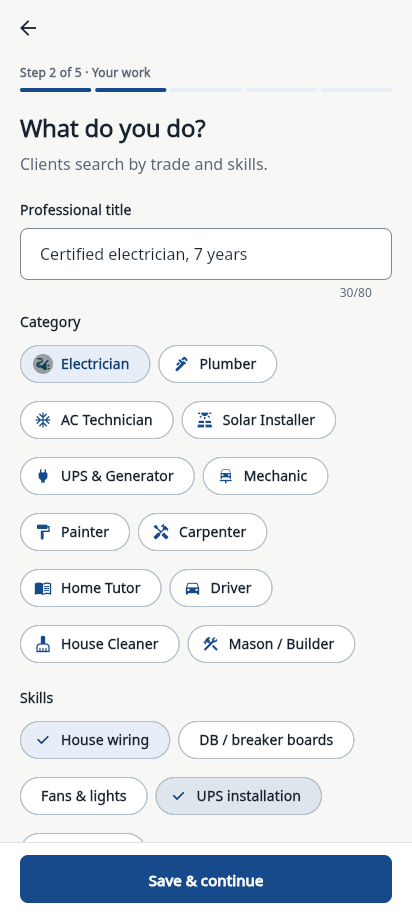 Step 2 of 5 · Your work
What do you do?
Clients search by trade and skills.
Professional title
Certified electrician, 7 years
30/80
Category
Electrician
Plumber
AC Technician
Solar Installer
UPS & Generator
Mechanic
Painter
Carpenter
Home Tutor
Driver
House Cleaner
Mason / Builder
Skills
House wiring
DB / breaker boards
Fans & lights
UPS installation
Save & continue